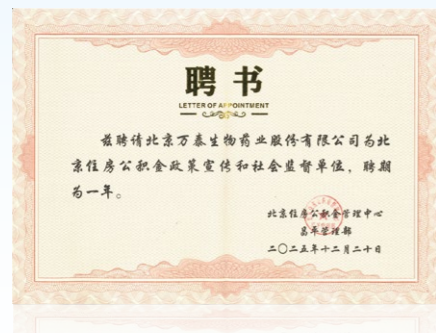 聘书
LETTER OF APPOINTMENT
兹聘请北京万泰生物药业股份有限公司为北
京住房公积金政策宣传和社会监督单位，聘期
为一年。
北京住房公积金管理中心
昌平管理部
二〇二五年十二月二十日